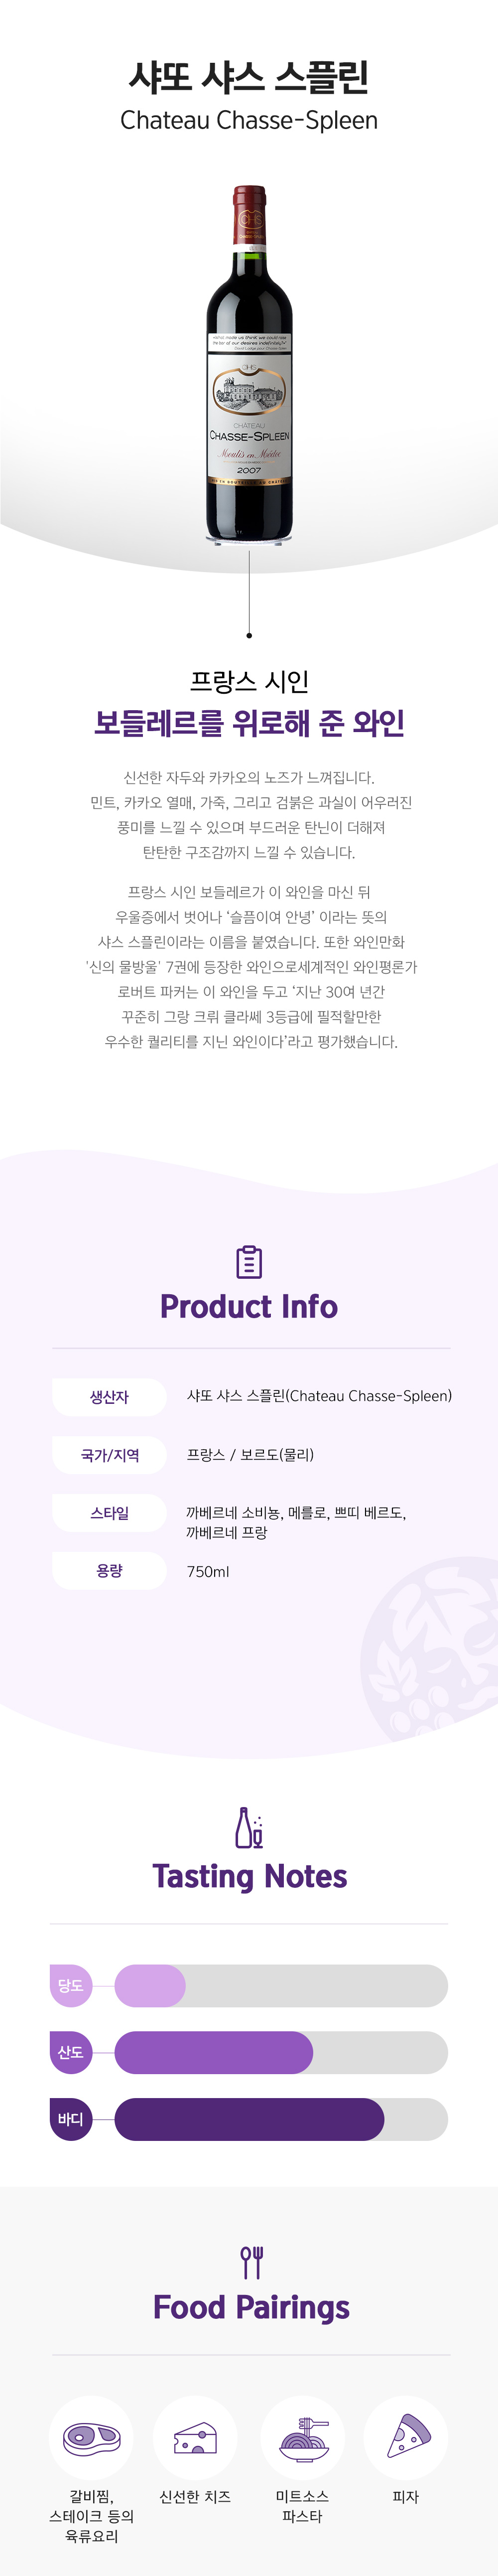 샤또 샤스 스플린
Chateau Chasse-Spleen
CHS
CHS
CHÂTEAU
CHASSE-SPLEEN
Moulis en Médoc
2007
프랑스 시인
보들레르를 위로해 준 와인
신선한 자두와 카카오의 노즈가 느껴집니다.
민트, 카카오 열매, 가죽, 그리고 검붉은 과실이 어우러진
풍미를 느낄 수 있으며 부드러운 탄닌이 더해져
탄탄한 구조감까지 느낄 수 있습니다.
프랑스 시인 보들레르가 이 와인을 마신 뒤
우울증에서 벗어나 ‘슬픔이여 안녕’ 이라는 뜻의
샤스 스플린이라는 이름을 붙였습니다. 또한 와인만화
'신의 물방울' 7권에 등장한 와인으로세계적인 와인평론가
로버트 파커는 이 와인을 두고 ‘지난 30여 년간
꾸준히 그랑 크뤼 클라쎄 3등급에 필적할만한
우수한 퀄리티를 지닌 와인이다’라고 평가했습니다.
Product Info
생산자 샤또 샤스 스플린(Chateau Chasse-Spleen)
국가/지역 프랑스 / 보르도(물리)
스타일 까베르네 소비뇽, 메를로, 쁘띠 베르도,
까베르네 프랑
용량 750ml
Tasting Notes
당도
산도
바디
Food Pairings
갈비찜,
스테이크 등의
육류요리
신선한 치즈
미트소스
파스타
피자